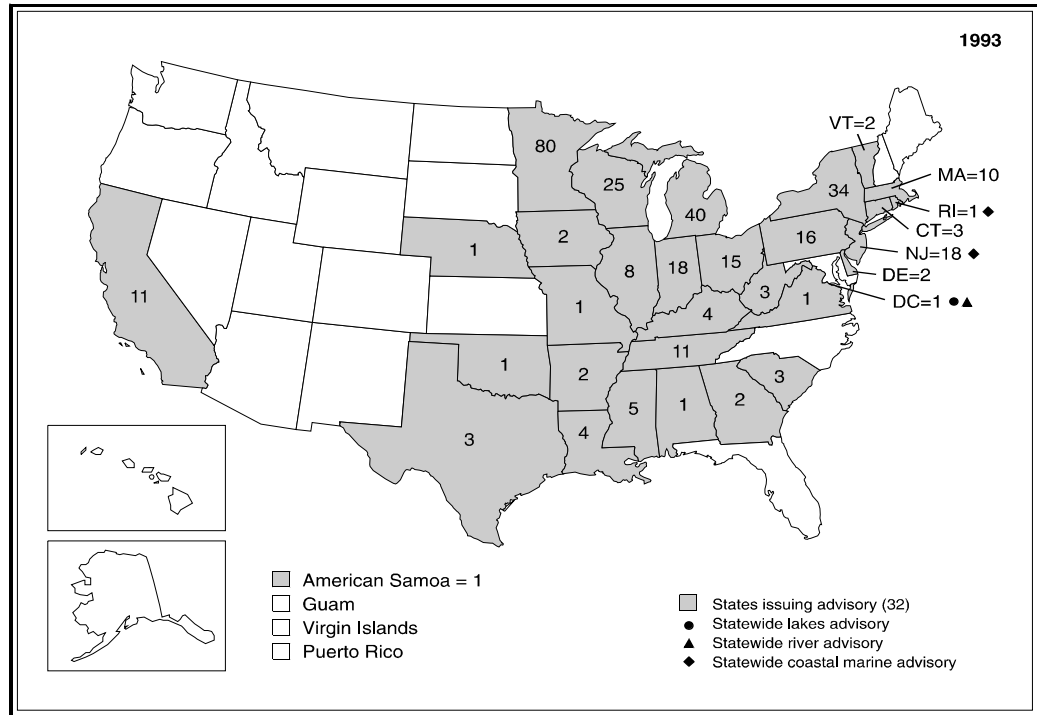 1993
VT=2
80
MA=10
25
34
40
RI=1 ◆
CT=3
2
16
1
NJ=18 ◆
15
8
18
DE=2
3
11
1
DC=1 ●▲
1
4
11
1
2
3
5
1
2
3
4
American Samoa = 1
Guam
Virgin Islands
Puerto Rico
States issuing advisory (32)
Statewide lakes advisory
Statewide river advisory
Statewide coastal marine advisory